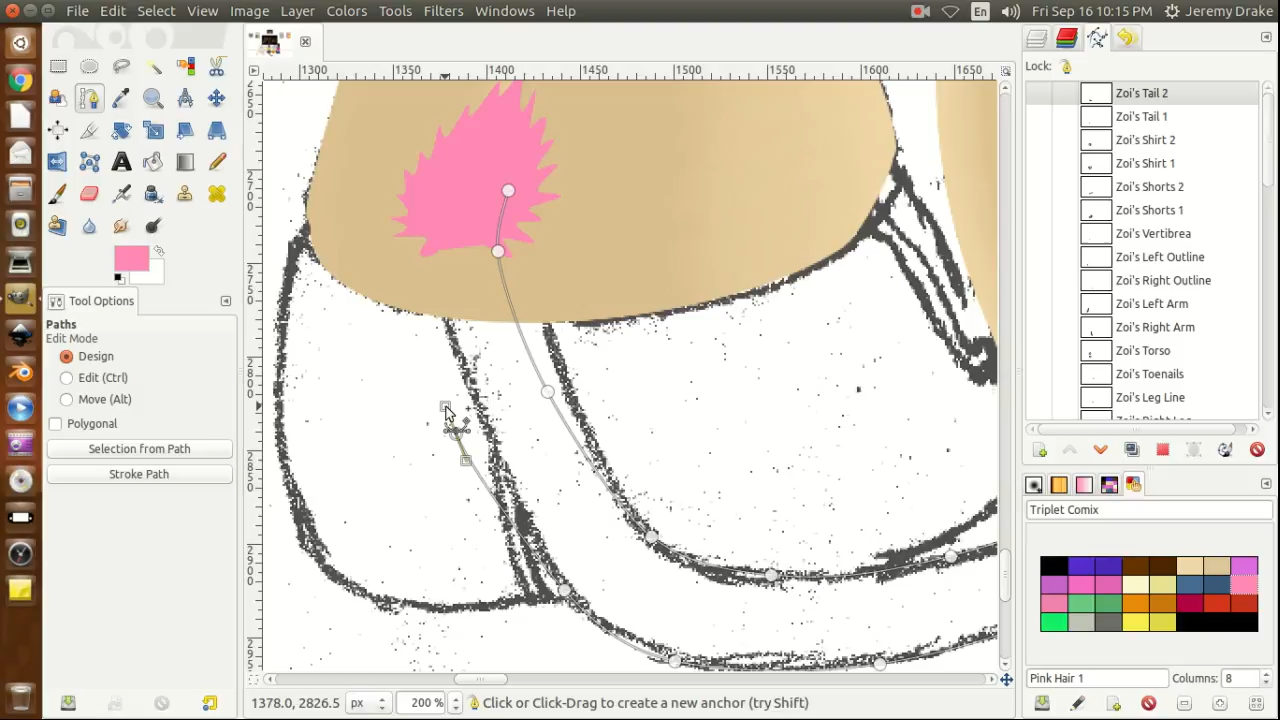 File Edit Select View Image Layer Colors Tools Filters Windows Help
En Fri Sep 16 10:15 PM Jeremy Drake
1300 1350 1400 1450 1500 1550 1600 1650
Tool Options
Paths
Edit Mode
Design
Edit (Ctrl)
Move (Alt)
Polygonal
Selection from Path
Stroke Path
Lock:
Zoi's Tail 2
Zoi's Tail 1
Zoi's Shirt 2
Zoi's Shirt 1
Zoi's Shorts 2
Zoi's Shorts 1
Zoi's Vertibrea
Zoi's Left Outline
Zoi's Right Outline
Zoi's Left Arm
Zoi's Right Arm
Zoi's Torso
Zoi's Toenails
Zoi's Leg Line
Triplet Comix
Pink Hair 1 Columns: 8
1378.0, 2826.5 px 200 % Click or Click-Drag to create a new anchor (try Shift)